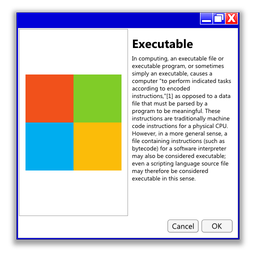 Executable
In computing, an executable file or
executable program, or sometimes
simply an executable, causes a
computer "to perform indicated tasks
according to encoded
instructions,"[1] as opposed to a data
file that must be parsed by a
program to be meaningful. These
instructions are traditionally machine
code instructions for a physical CPU.
However, in a more general sense, a
file containing instructions (such as
bytecode) for a software interpreter
may also be considered executable;
even a scripting language source file
may therefore be considered
executable in this sense.
Cancel OK